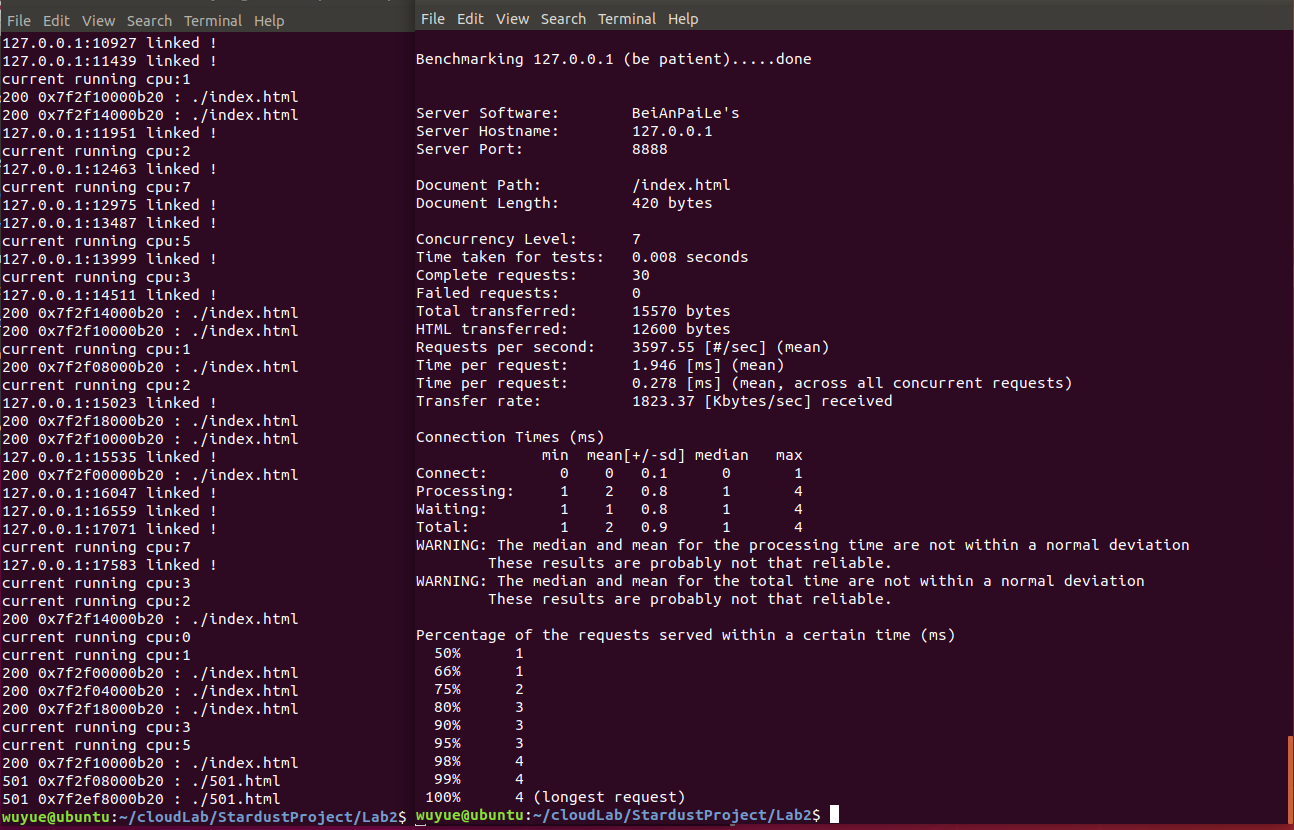 File Edit View Search Terminal Help
127.0.0.1:10927 linked !
127.0.0.1:11439 linked !
current running cpu:1
200 0x7f2f10000b20 : ./index.html
200 0x7f2f14000b20 : ./index.html
127.0.0.1:11951 linked !
current running cpu:2
127.0.0.1:12463 linked !
current running cpu:7
127.0.0.1:12975 linked !
127.0.0.1:13487 linked !
current running cpu:5
127.0.0.1:13999 linked !
current running cpu:3
127.0.0.1:14511 linked !
200 0x7f2f14000b20 : ./index.html
200 0x7f2f10000b20 : ./index.html
current running cpu:1
200 0x7f2f08000b20 : ./index.html
current running cpu:2
127.0.0.1:15023 linked !
200 0x7f2f18000b20 : ./index.html
200 0x7f2f10000b20 : ./index.html
127.0.0.1:15535 linked !
200 0x7f2f00000b20 : ./index.html
127.0.0.1:16047 linked !
127.0.0.1:16559 linked !
127.0.0.1:17071 linked !
current running cpu:7
127.0.0.1:17583 linked !
current running cpu:3
current running cpu:2
200 0x7f2f14000b20 : ./index.html
current running cpu:0
current running cpu:1
200 0x7f2f00000b20 : ./index.html
200 0x7f2f04000b20 : ./index.html
200 0x7f2f18000b20 : ./index.html
current running cpu:3
current running cpu:5
200 0x7f2f10000b20 : ./index.html
501 0x7f2f08000b20 : ./501.html
501 0x7f2ef8000b20 : ./501.html
wuyue@ubuntu:~/cloudLab/StardustProject/Lab2$
File Edit View Search Terminal Help
Benchmarking 127.0.0.1 (be patient).....done
Server Software: BeiAnPaiLe's
Server Hostname: 127.0.0.1
Server Port: 8888
Document Path: /index.html
Document Length: 420 bytes
Concurrency Level: 7
Time taken for tests: 0.008 seconds
Complete requests: 30
Failed requests: 0
Total transferred: 15570 bytes
HTML transferred: 12600 bytes
Requests per second: 3597.55 [#/sec] (mean)
Time per request: 1.946 [ms] (mean)
Time per request: 0.278 [ms] (mean, across all concurrent requests)
Transfer rate: 1823.37 [Kbytes/sec] received
Connection Times (ms)
min mean[+/-sd] median max
Connect: 0 0 0.1 0 1
Processing: 1 2 0.8 1 4
Waiting: 1 1 0.8 1 4
Total: 1 2 0.9 1 4
WARNING: The median and mean for the processing time are not within a normal deviation
These results are probably not that reliable.
WARNING: The median and mean for the total time are not within a normal deviation
These results are probably not that reliable.
Percentage of the requests served within a certain time (ms)
50% 1
66% 1
75% 2
80% 3
90% 3
95% 3
98% 4
99% 4
100% 4 (longest request)
wuyue@ubuntu:~/cloudLab/StardustProject/Lab2$